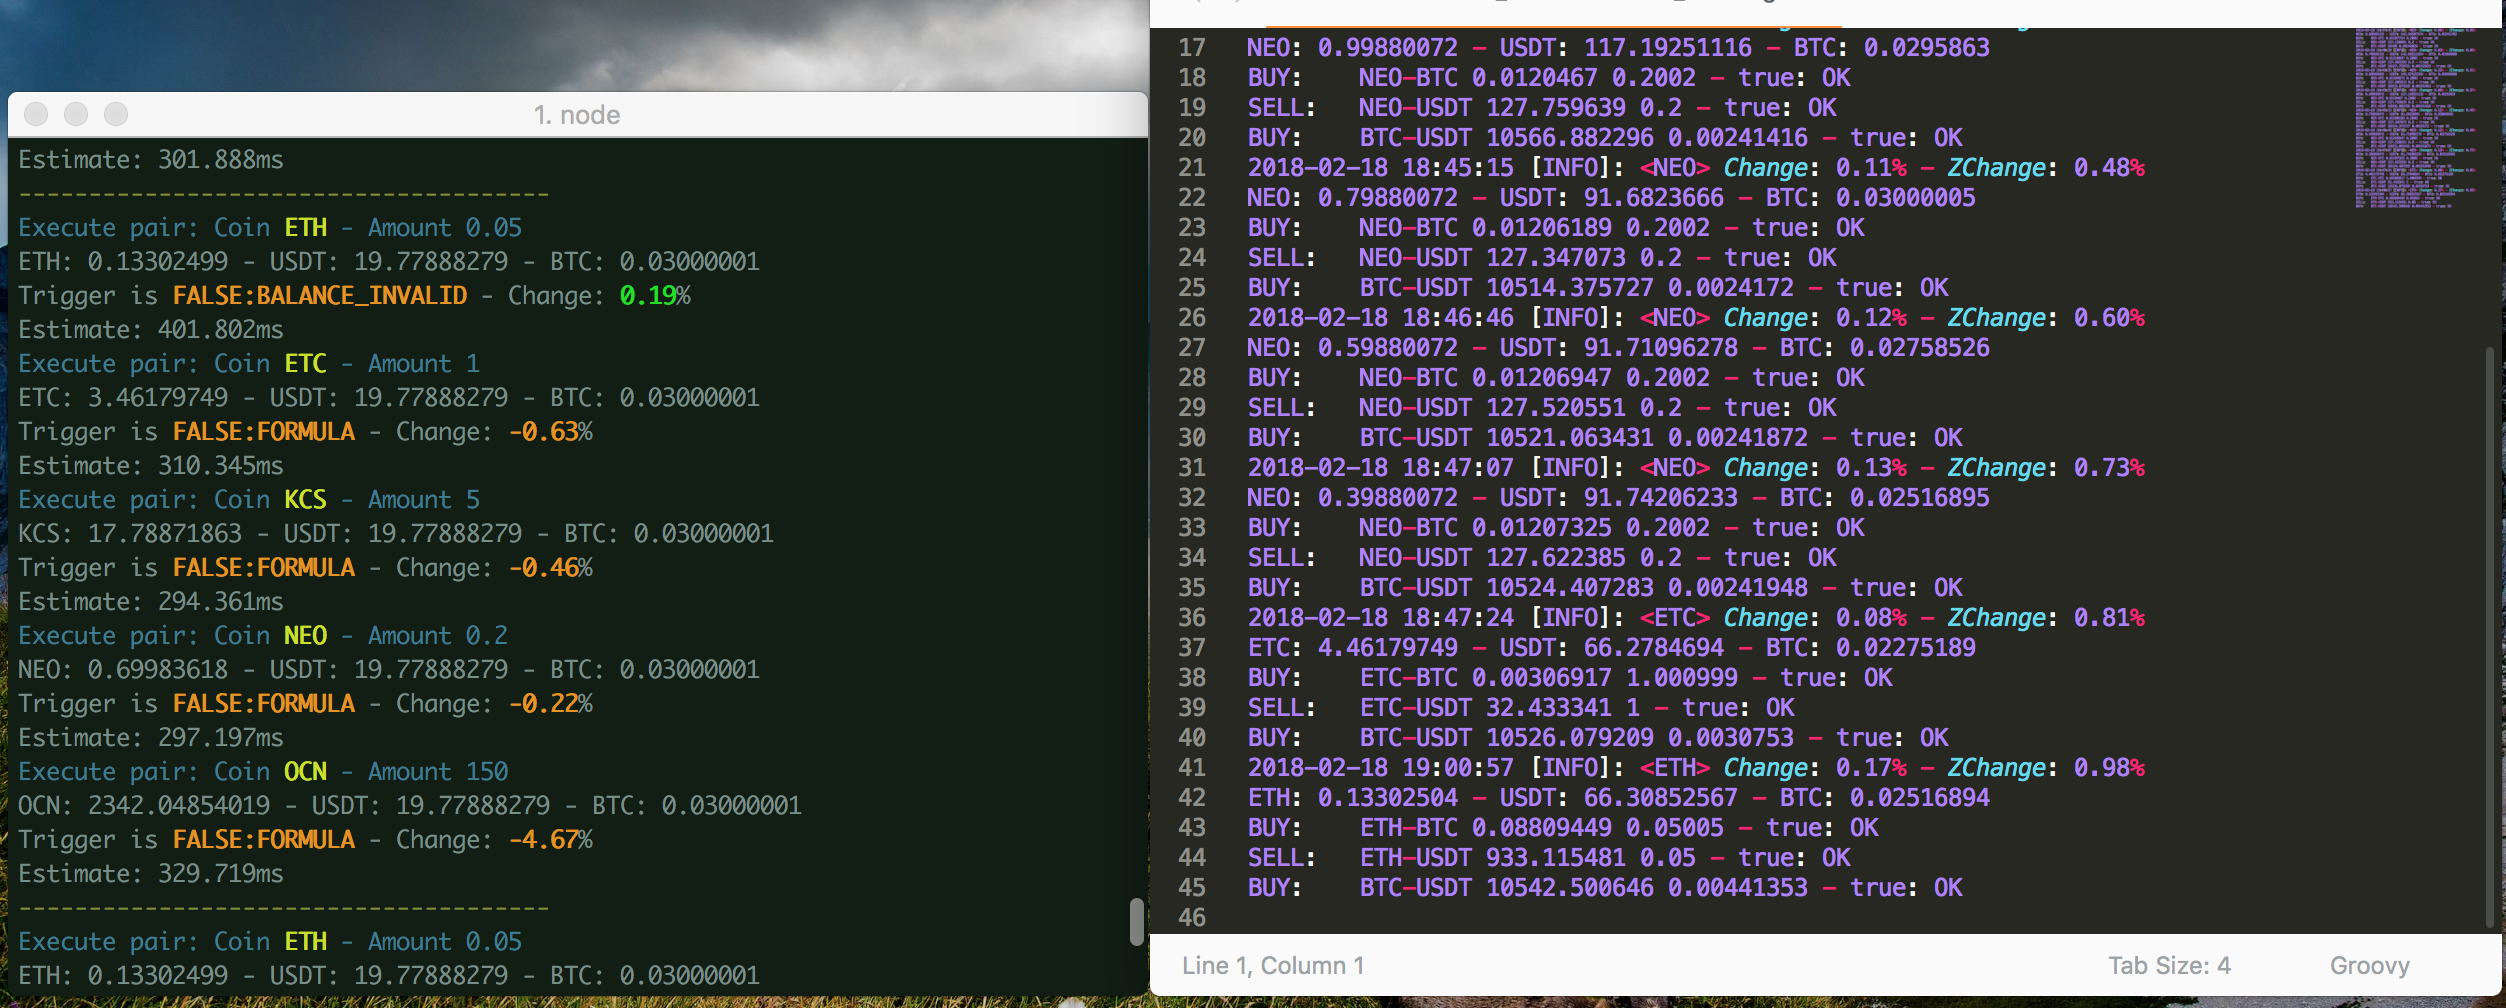 1. node
Estimate: 301.888ms
--------------------------------------
Execute pair: Coin ETH - Amount 0.05
ETH: 0.13302499 - USDT: 19.77888279 - BTC: 0.03000001
Trigger is FALSE:BALANCE_INVALID - Change: 0.19%
Estimate: 401.802ms
Execute pair: Coin ETC - Amount 1
ETC: 3.46179749 - USDT: 19.77888279 - BTC: 0.03000001
Trigger is FALSE:FORMULA - Change: -0.63%
Estimate: 310.345ms
Execute pair: Coin KCS - Amount 5
KCS: 17.78871863 - USDT: 19.77888279 - BTC: 0.03000001
Trigger is FALSE:FORMULA - Change: -0.46%
Estimate: 294.361ms
Execute pair: Coin NEO - Amount 0.2
NEO: 0.69983618 - USDT: 19.77888279 - BTC: 0.03000001
Trigger is FALSE:FORMULA - Change: -0.22%
Estimate: 297.197ms
Execute pair: Coin OCN - Amount 150
OCN: 2342.04854019 - USDT: 19.77888279 - BTC: 0.03000001
Trigger is FALSE:FORMULA - Change: -4.67%
Estimate: 329.719ms
--------------------------------------
Execute pair: Coin ETH - Amount 0.05
ETH: 0.13302499 - USDT: 19.77888279 - BTC: 0.03000001
17 NEO: 0.99880072 - USDT: 117.19251116 - BTC: 0.0295863
18 BUY: NEO-BTC 0.0120467 0.2002 - true: OK
19 SELL: NEO-USDT 127.759639 0.2 - true: OK
20 BUY: BTC-USDT 10566.882296 0.00241416 - true: OK
21 2018-02-18 18:45:15 [INFO]: <NEO> Change: 0.11% - ZChange: 0.48%
22 NEO: 0.79880072 - USDT: 91.6823666 - BTC: 0.03000005
23 BUY: NEO-BTC 0.01206189 0.2002 - true: OK
24 SELL: NEO-USDT 127.347073 0.2 - true: OK
25 BUY: BTC-USDT 10514.375727 0.0024172 - true: OK
26 2018-02-18 18:46:46 [INFO]: <NEO> Change: 0.12% - ZChange: 0.60%
27 NEO: 0.59880072 - USDT: 91.71096278 - BTC: 0.02758526
28 BUY: NEO-BTC 0.01206947 0.2002 - true: OK
29 SELL: NEO-USDT 127.520551 0.2 - true: OK
30 BUY: BTC-USDT 10521.063431 0.00241872 - true: OK
31 2018-02-18 18:47:07 [INFO]: <NEO> Change: 0.13% - ZChange: 0.73%
32 NEO: 0.39880072 - USDT: 91.74206233 - BTC: 0.02516895
33 BUY: NEO-BTC 0.01207325 0.2002 - true: OK
34 SELL: NEO-USDT 127.622385 0.2 - true: OK
35 BUY: BTC-USDT 10524.407283 0.00241948 - true: OK
36 2018-02-18 18:47:24 [INFO]: <ETC> Change: 0.08% - ZChange: 0.81%
37 ETC: 4.46179749 - USDT: 66.2784694 - BTC: 0.02275189
38 BUY: ETC-BTC 0.00306917 1.000999 - true: OK
39 SELL: ETC-USDT 32.433341 1 - true: OK
40 BUY: BTC-USDT 10526.079209 0.0030753 - true: OK
41 2018-02-18 19:00:57 [INFO]: <ETH> Change: 0.17% - ZChange: 0.98%
42 ETH: 0.13302504 - USDT: 66.30852567 - BTC: 0.02516894
43 BUY: ETH-BTC 0.08809449 0.05005 - true: OK
44 SELL: ETH-USDT 933.115481 0.05 - true: OK
45 BUY: BTC-USDT 10542.500646 0.00441353 - true: OK
46
Line 1, Column 1
Tab Size: 4
Groovy